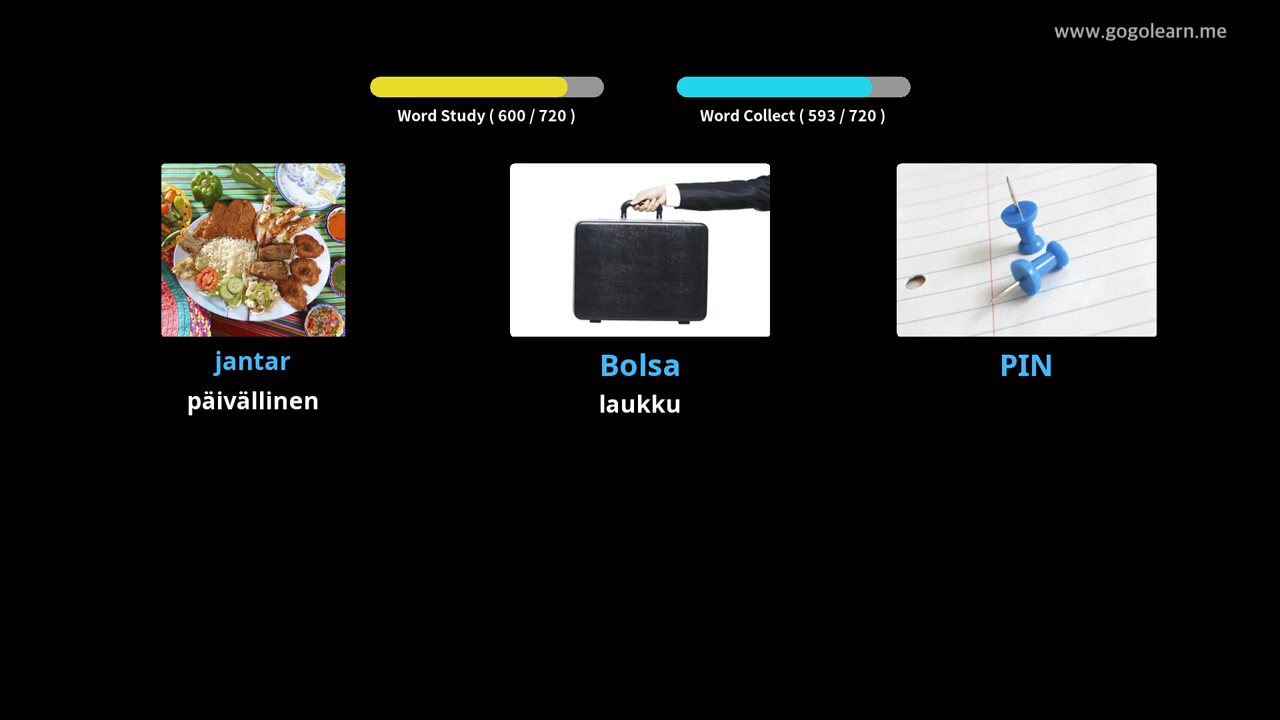 www.gogolearn.me
Word Study ( 600 / 720 )
Word Collect ( 593 / 720 )
jantar
päivällinen
Bolsa
laukku
PIN